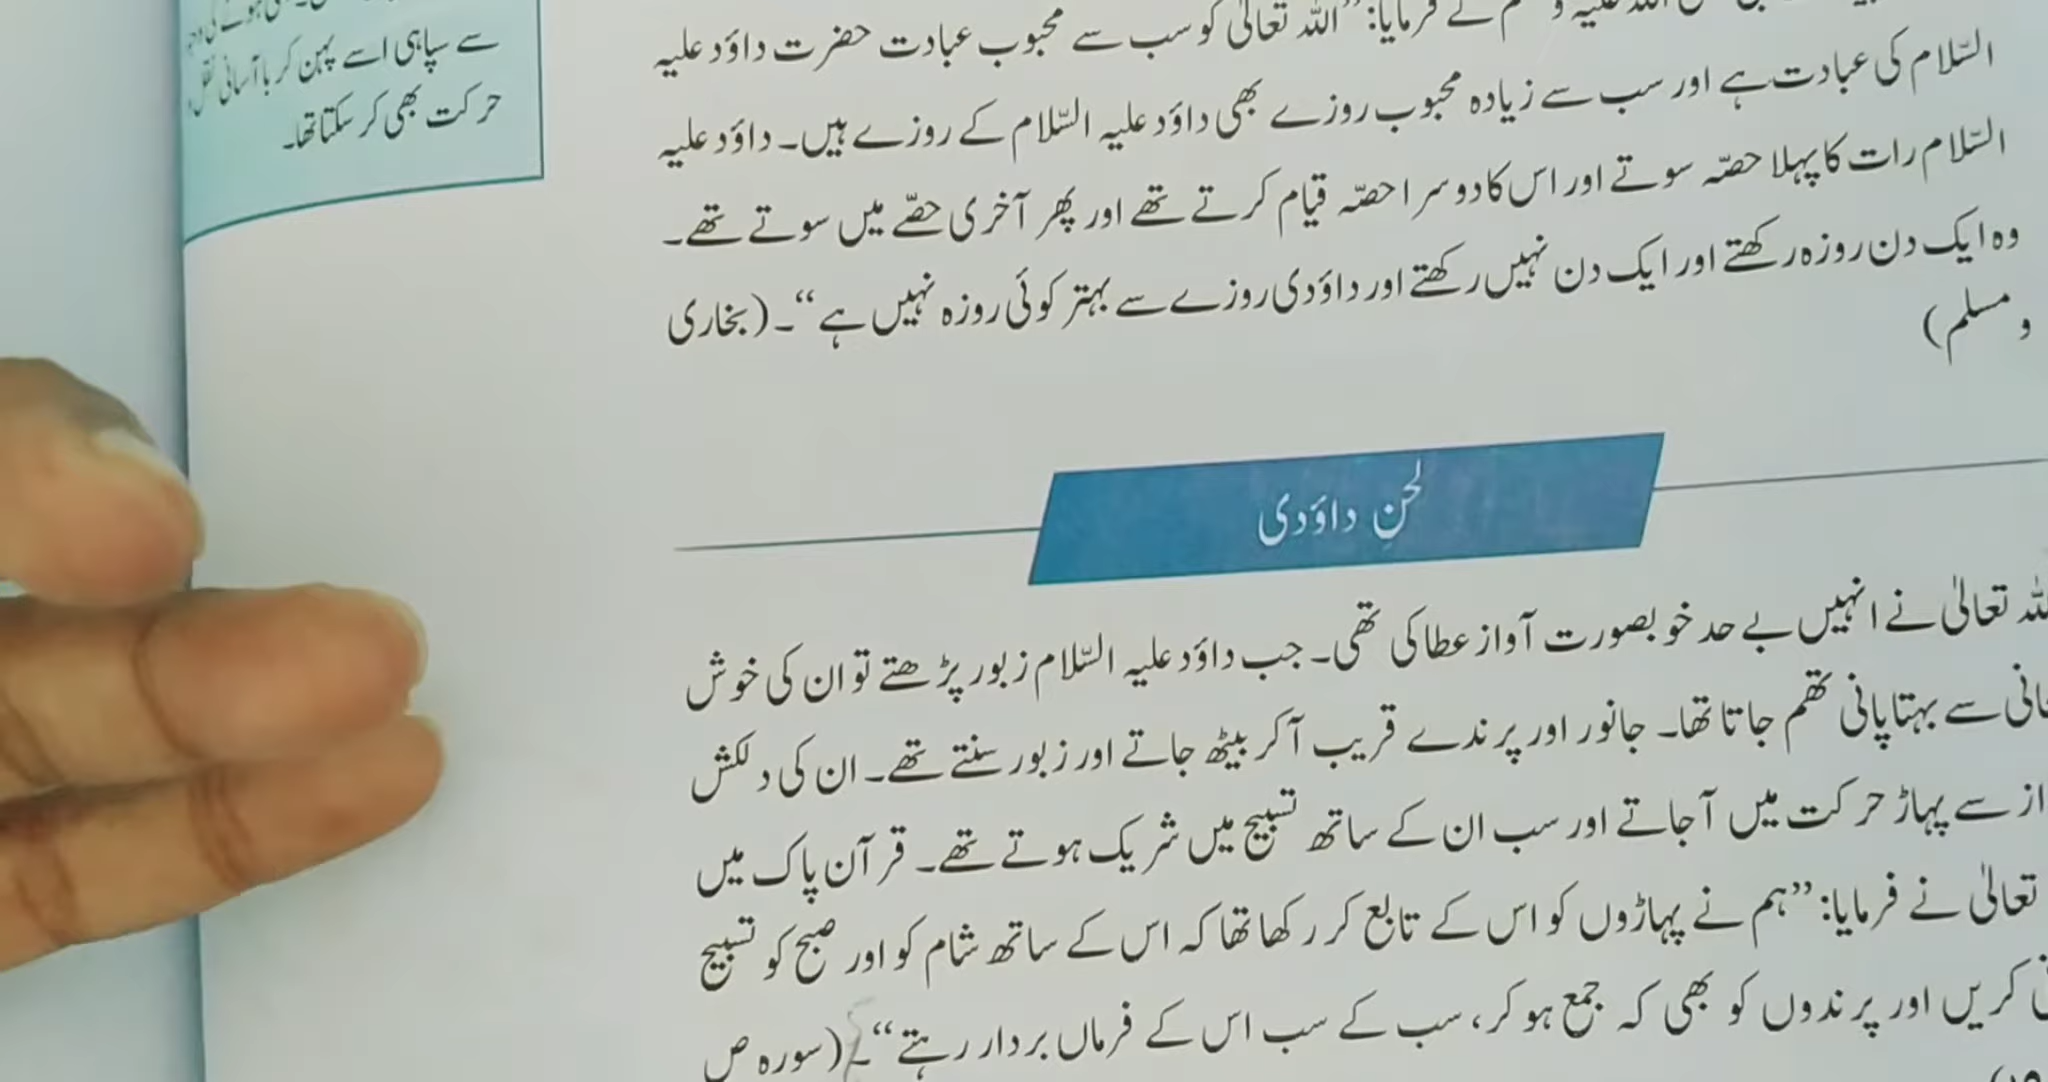 فرمایا: ”اللہ تعالیٰ کو سب سے محبوب عبادت حضرت داؤد علیہ
السّلام کی عبادت ہے اور سب سے زیادہ محبوب روزے بھی داؤد علیہ السّلام کے روزے ہیں۔ داؤد علیہ
السّلام رات کا پہلا حصّہ سوتے اور اس کا دوسرا حصّہ قیام کرتے تھے اور پھر آخری حصّے میں سوتے تھے۔
وہ ایک دن روزہ رکھتے اور ایک دن نہیں رکھتے اور داؤدی روزے سے بہتر کوئی روزہ نہیں ہے“۔ (بخاری
و مسلم)
سے سپاہی اسے پہن کر باآسانی نقل و
حرکت بھی کر سکتا تھا۔
لحنِ داؤدی
تعالیٰ نے انہیں بے حد خوبصورت آواز عطا کی تھی۔ جب داؤد علیہ السّلام زبور پڑھتے تو ان کی خوش
سے بہتا پانی تھم جاتا تھا۔ جانور اور پرندے قریب آ کر بیٹھ جاتے اور زبور سنتے تھے۔ ان کی دلکش
سے پہاڑ حرکت میں آ جاتے اور سب ان کے ساتھ تسبیح میں شریک ہوتے تھے۔ قرآن پاک میں
تعالیٰ نے فرمایا: ”ہم نے پہاڑوں کو اس کے تابع کر رکھا تھا کہ اس کے ساتھ شام کو اور صبح کو تسبیح
کریں اور پرندوں کو بھی کہ جمع ہو کر، سب کے سب اس کے فرماں بردار رہتے“۔ (سورہ ص